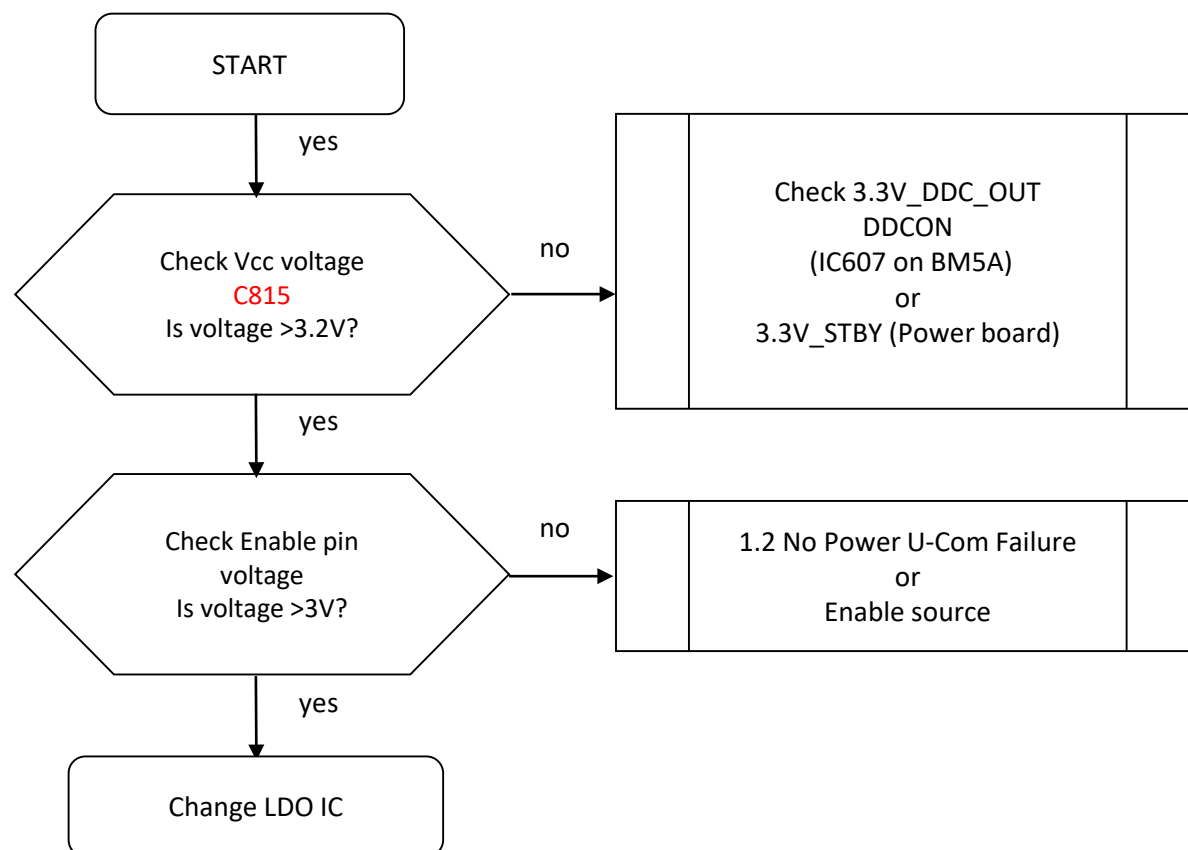 START
yes
Check Vcc voltage
C815
Is voltage >3.2V?
no
Check 3.3V_DDC_OUT
DDCON
(IC607 on BM5A)
or
3.3V_STBY (Power board)
yes
Check Enable pin
voltage
Is voltage >3V?
no
1.2 No Power U-Com Failure
or
Enable source
yes
Change LDO IC